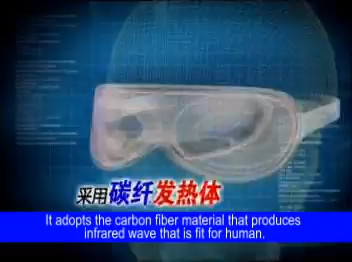 采用碳纤发热体
It adopts the carbon fiber material that produces
infrared wave that is fit for human.